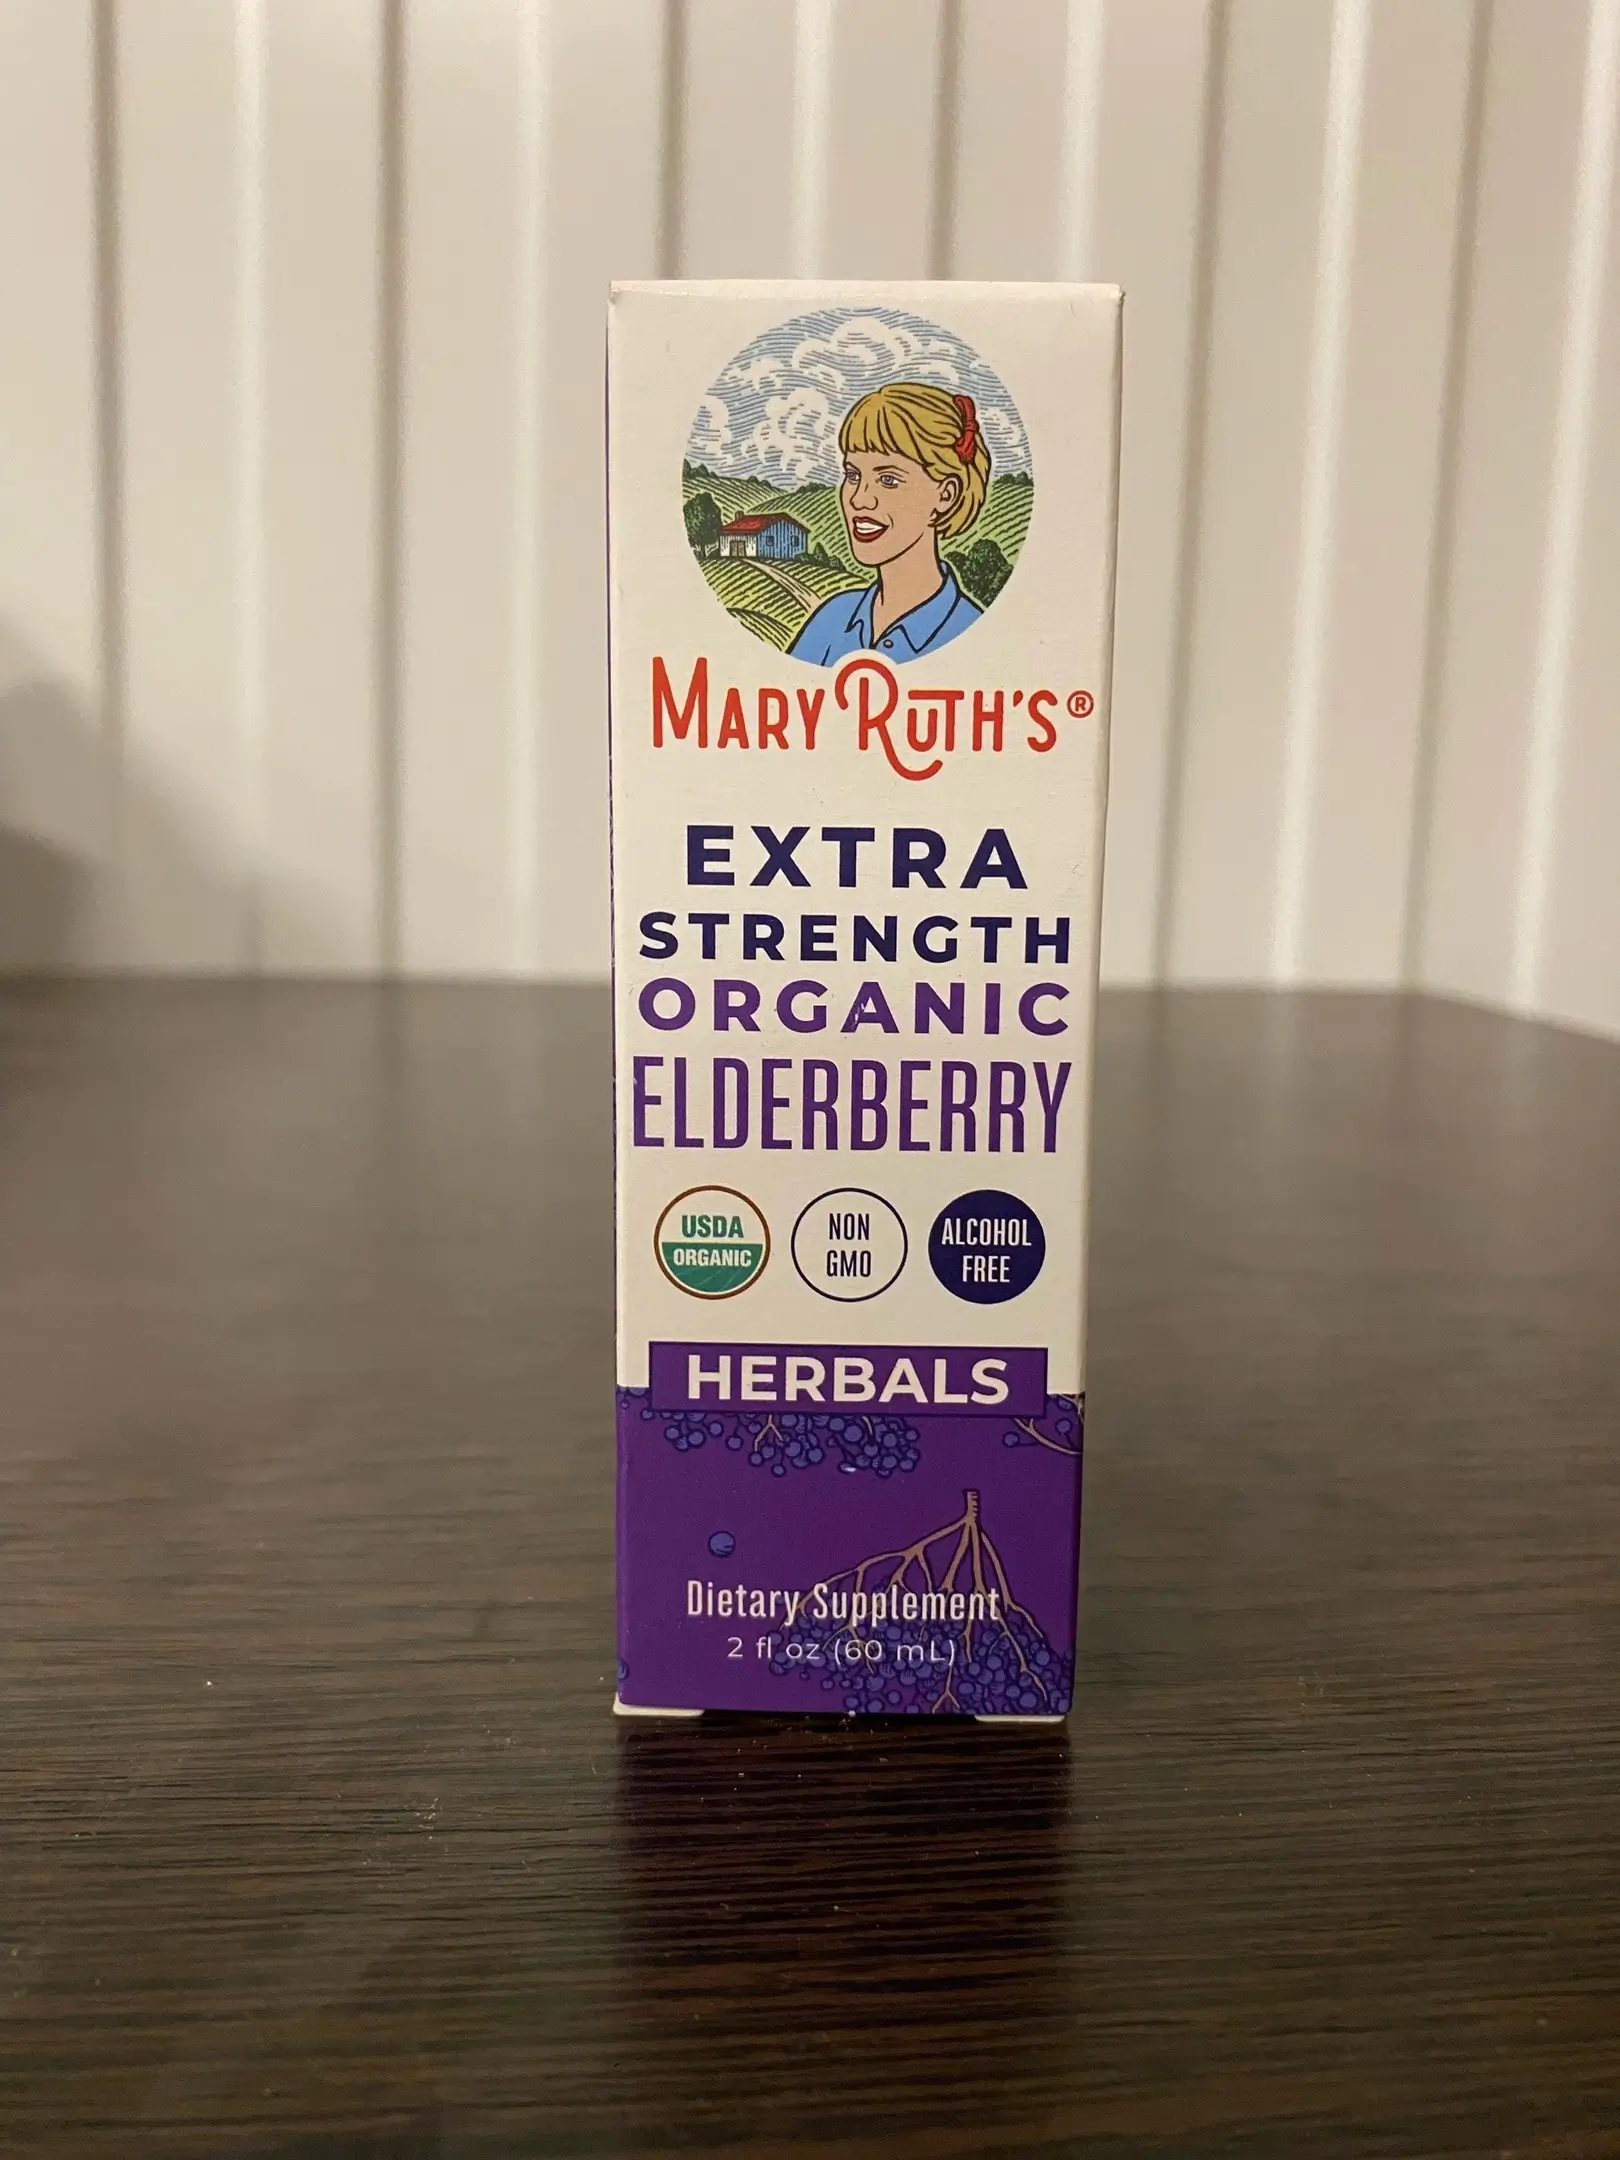 MARY RUTH'S®
EXTRA
STRENGTH
ORGANIC
ELDERBERRY
USDA
ORGANIC
NON
GMO
ALCOHOL
FREE
HERBALS
Dietary Supplement
2 fl oz (60 mL)